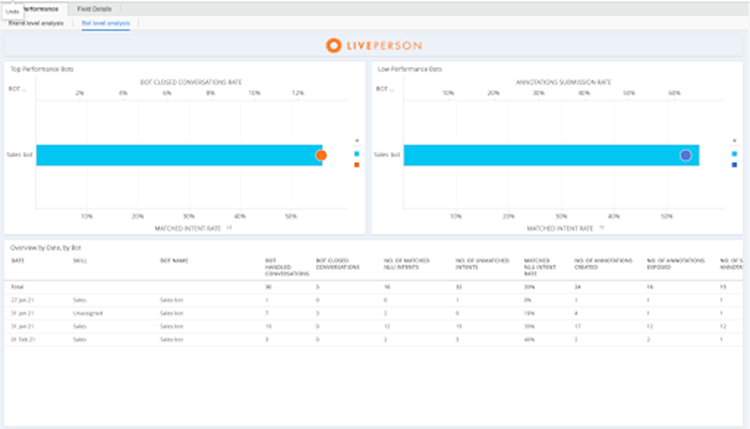 Undo
Performance
Field Details
Brand level analysis
Bot level analysis
LIVEPERSON
Top Performance Bots
BOT CLOSED CONVERSATIONS RATE
BOT ...
2% 4% 6% 8% 10% 12%
Sales bot
10% 20% 30% 40% 50%
MATCHED INTENT RATE
Low Performance Bots
ANNOTATIONS SUBMISSION RATE
BOT ...
10% 20% 30% 40% 50% 60%
Sales bot
10% 20% 30% 40% 50%
MATCHED INTENT RATE
Overview by Date, by Bot
DATE SKILL BOT NAME BOT HANDLED CONVERSATIONS BOT CLOSED CONVERSATIONS NO. OF MATCHED NLU INTENTS NO. OF UNMATCHED INTENTS MATCHED NLU INTENT RATE NO. OF ANNOTATIONS CREATED NO. OF ANNOTATIONS EXPOSED NO. OF S
Total 30 3 16 32 33% 24 16 15
27 Jan 21 Sales Sales bot 1 0 0 1 0% 1 1 1
31 Jan 21 Unassigned Sales bot 7 3 2 4 1
31 Jan 21 Sales Sales bot 19 0 12 19 39% 17 12 12
01 Feb 21 Sales Sales bot 3 0 2 3 40% 2 2 1